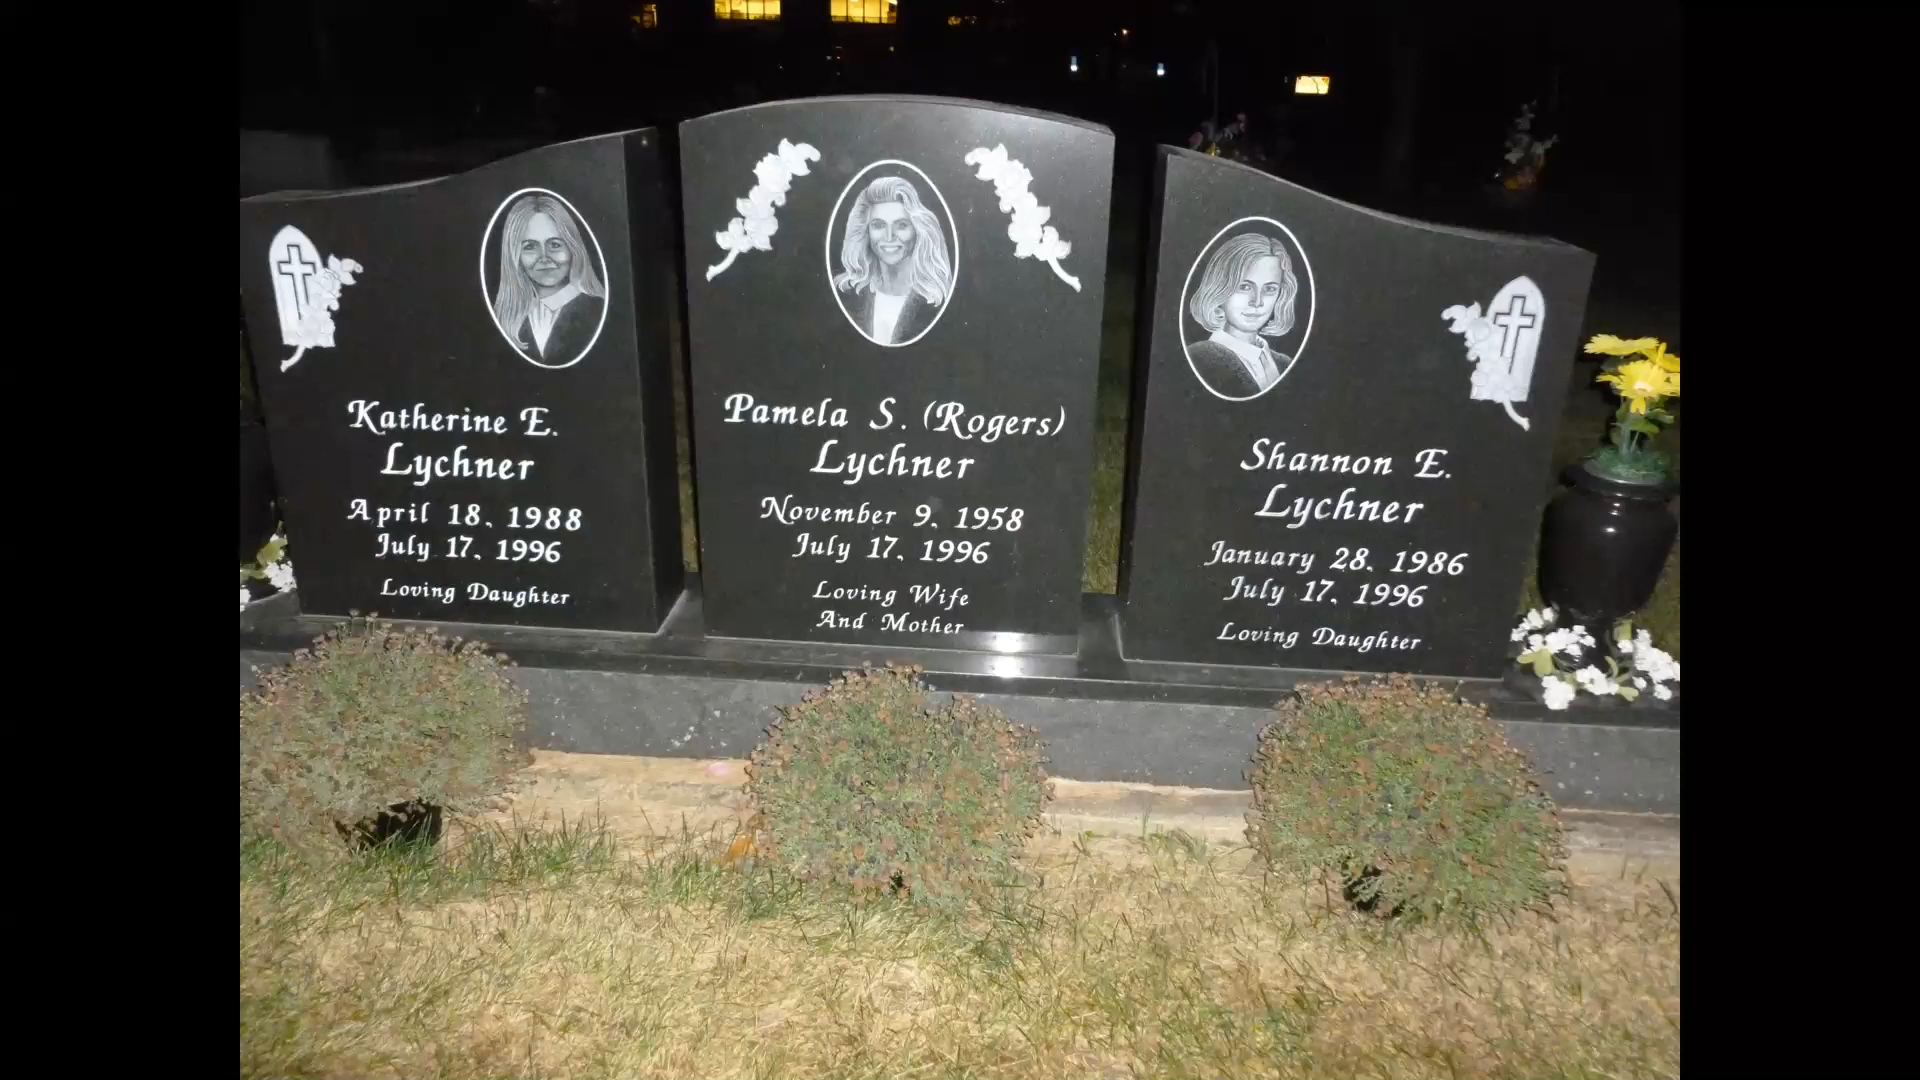 Katherine E.
Lychner
April 18, 1988
July 17, 1996
Loving Daughter
Pamela S. (Rogers)
Lychner
November 9, 1958
July 17, 1996
Loving Wife
And Mother
Shannon E.
Lychner
January 28, 1986
July 17, 1996
Loving Daughter